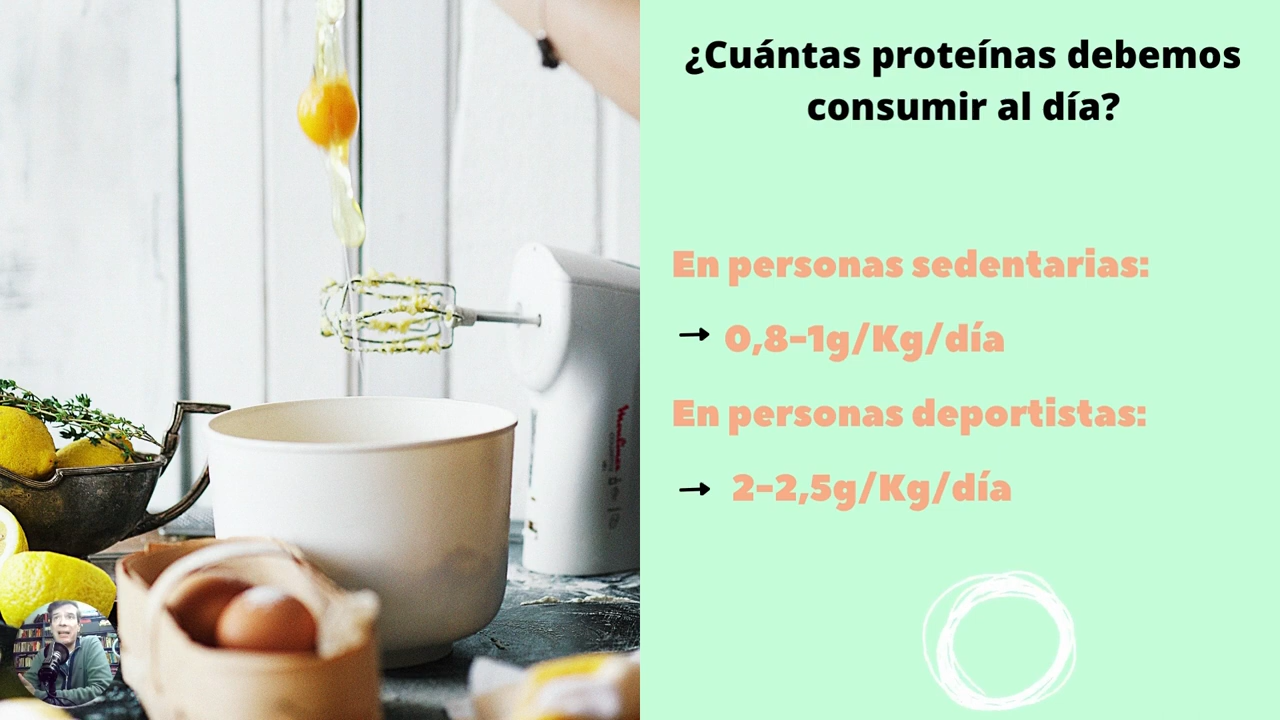 ¿Cuántas proteínas debemos
consumir al día?
En personas sedentarias:
→ 0,8-1g/Kg/día
En personas deportistas:
→ 2-2,5g/Kg/día
Moulinex